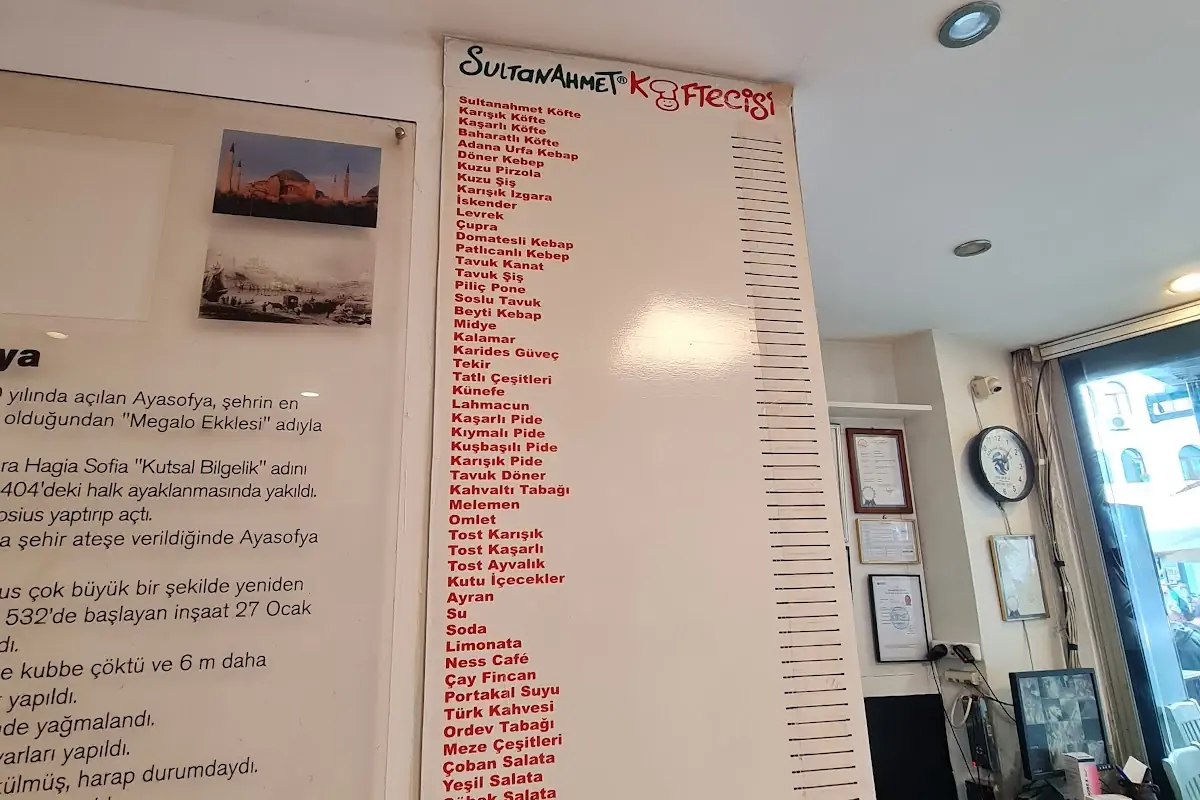 ya
yılında açılan Ayasofya, şehrin en
olduğundan "Megalo Ekklesi" adıyla
ra Hagia Sofia "Kutsal Bilgelik" adını
404'deki halk ayaklanmasında yakıldı.
osius yaptırıp açtı.
a şehir ateşe verildiğinde Ayasofya
us çok büyük bir şekilde yeniden
532'de başlayan inşaat 27 Ocak
dı.
e kubbe çöktü ve 6 m daha
yapıldı.
nde yağmalandı.
varları yapıldı.
külmüş, harap durumdaydı.
SULTANAHMET® KÖFTECİSİ
Sultanahmet Köfte
Karışık Köfte
Kaşarlı Köfte
Baharatlı Köfte
Adana Urfa Kebap
Döner Kebep
Kuzu Pirzola
Kuzu Şiş
Karışık Izgara
İskender
Levrek
Çupra
Domatesli Kebap
Patlıcanlı Kebep
Tavuk Kanat
Tavuk Şiş
Piliç Pone
Soslu Tavuk
Beyti Kebap
Midye
Kalamar
Karides Güveç
Tekir
Tatlı Çeşitleri
Künefe
Lahmacun
Kaşarlı Pide
Kıymalı Pide
Kuşbaşılı Pide
Karışık Pide
Tavuk Döner
Kahvaltı Tabağı
Melemen
Omlet
Tost Karışık
Tost Kaşarlı
Tost Ayvalık
Kutu İçecekler
Ayran
Su
Soda
Limonata
Ness Café
Çay Fincan
Portakal Suyu
Türk Kahvesi
Ordev Tabağı
Meze Çeşitleri
Çoban Salata
Yeşil Salata
Salata